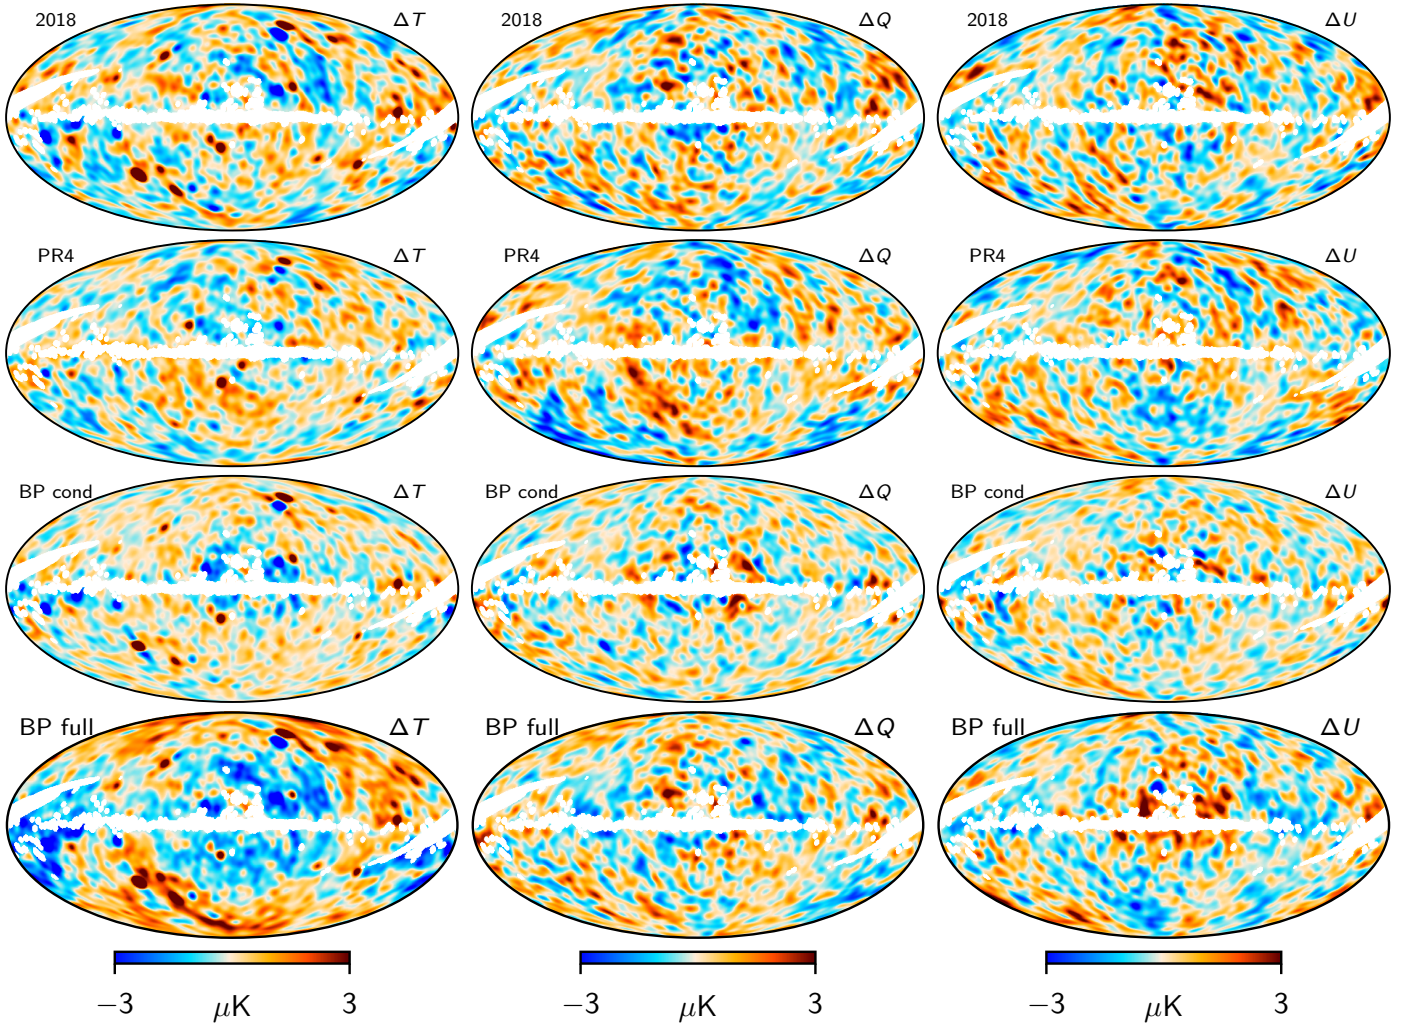 2018 ΔT 2018 ΔQ 2018 ΔU
PR4 ΔT PR4 ΔQ PR4 ΔU
BP cond ΔT BP cond ΔQ BP cond ΔU
BP full ΔT BP full ΔQ BP full ΔU
−3 μK 3 −3 μK 3 −3 μK 3